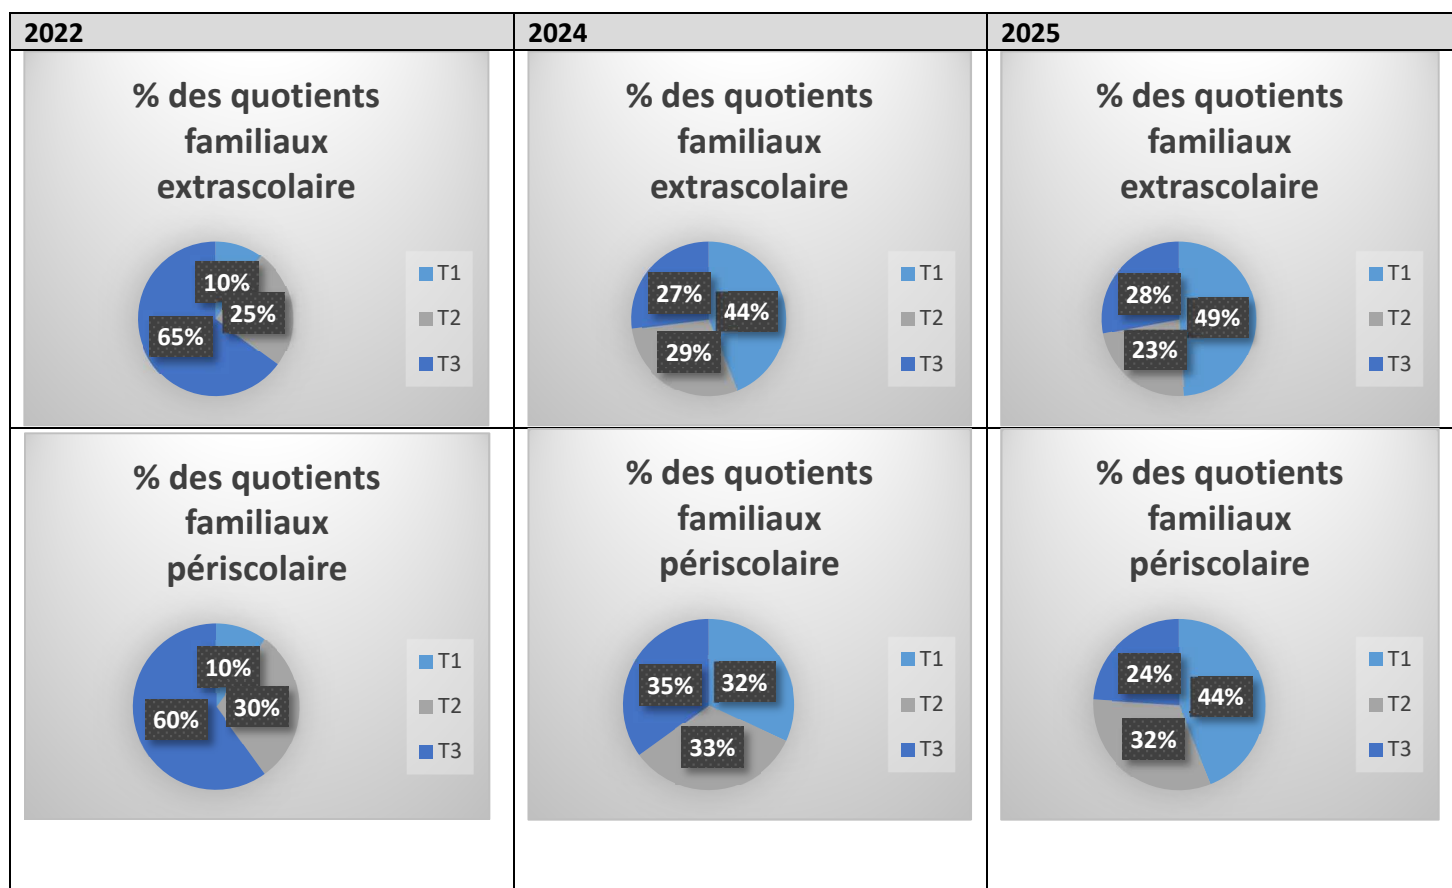 2022
2024
2025
% des quotients
familiaux
extrascolaire
10%
25%
65%
T1
T2
T3
% des quotients
familiaux
extrascolaire
27%
44%
29%
T1
T2
T3
% des quotients
familiaux
extrascolaire
28%
49%
23%
T1
T2
T3
% des quotients
familiaux
périscolaire
10%
30%
60%
T1
T2
T3
% des quotients
familiaux
périscolaire
35%
32%
33%
T1
T2
T3
% des quotients
familiaux
périscolaire
24%
44%
32%
T1
T2
T3